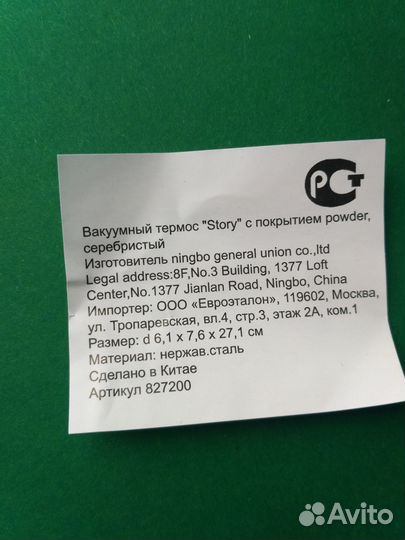 РСТ
Вакуумный термос "Story" с покрытием powder,
серебристый
Изготовитель ningbo general union co.,ltd
Legal address:8F,No.3 Building, 1377 Loft
Center,No.1377 Jianlan Road, Ningbo, China
Импортер: ООО «Евроэталон», 119602, Москва,
ул. Тропаревская, вл.4, стр.3, этаж 2А, ком.1
Размер: d 6,1 х 7,6 х 27,1 см
Материал: нержав.сталь
Сделано в Китае
Артикул 827200
Avito